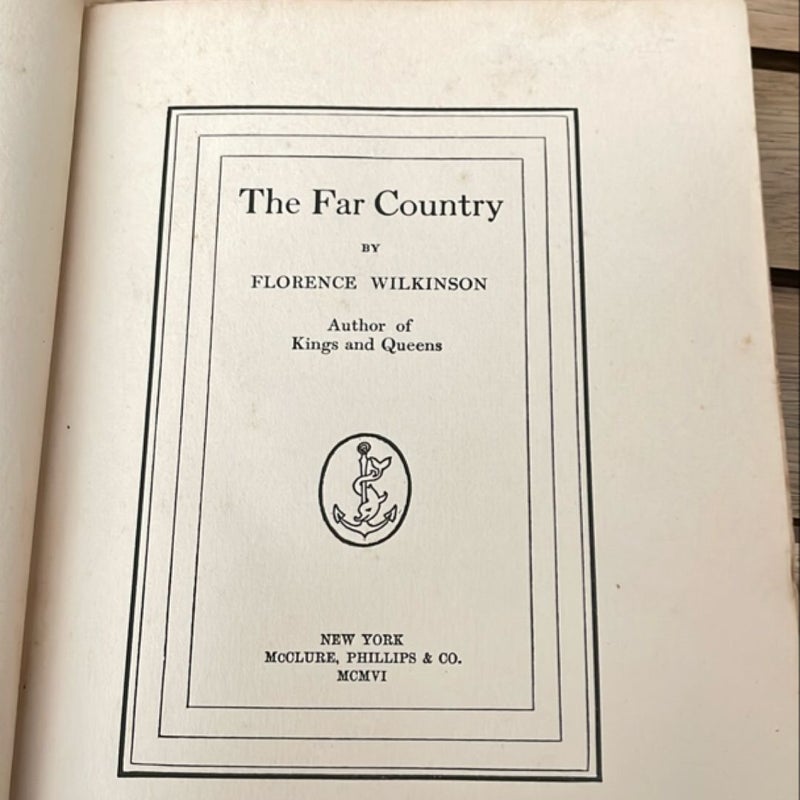 The Far Country
BY
FLORENCE WILKINSON
Author of
Kings and Queens
NEW YORK
McCLURE, PHILLIPS & CO.
MCMVI